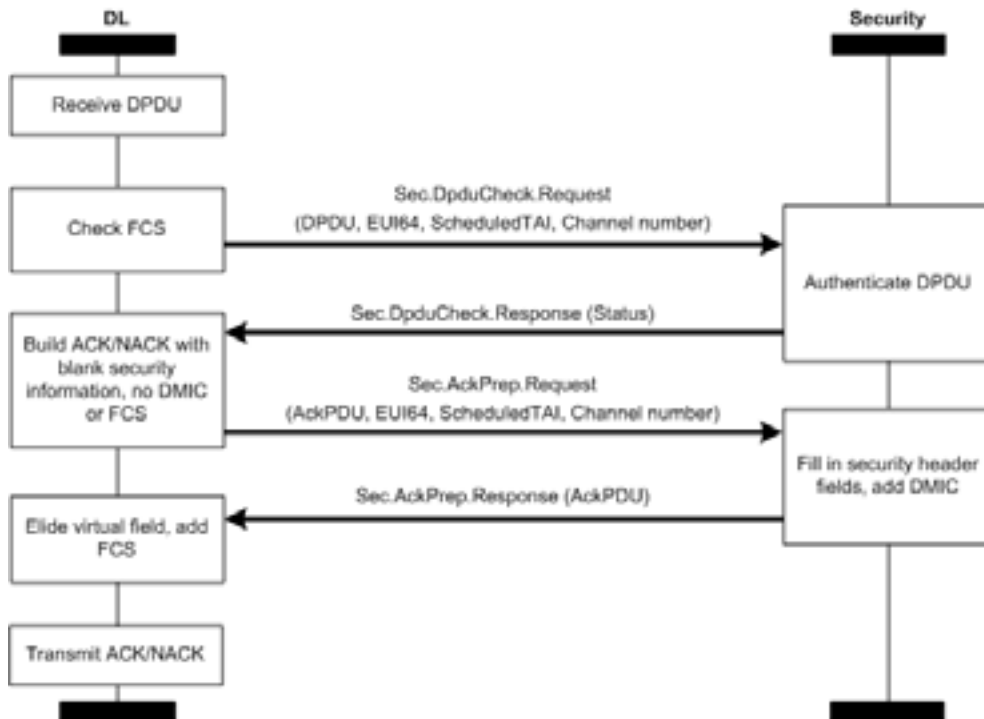 DL
Security
Receive DPDU
Sec.DpduCheck.Request
(DPDU, EUI64, ScheduledTAI, Channel number)
Check FCS
Authenticate DPDU
Sec.DpduCheck.Response (Status)
Build ACK/NACK with
blank security
information, no DMIC
or FCS
Sec.AckPrep.Request
(AckPDU, EUI64, ScheduledTAI, Channel number)
Fill in security header
fields, add DMIC
Sec.AckPrep.Response (AckPDU)
Elide virtual field, add
FCS
Transmit ACK/NACK